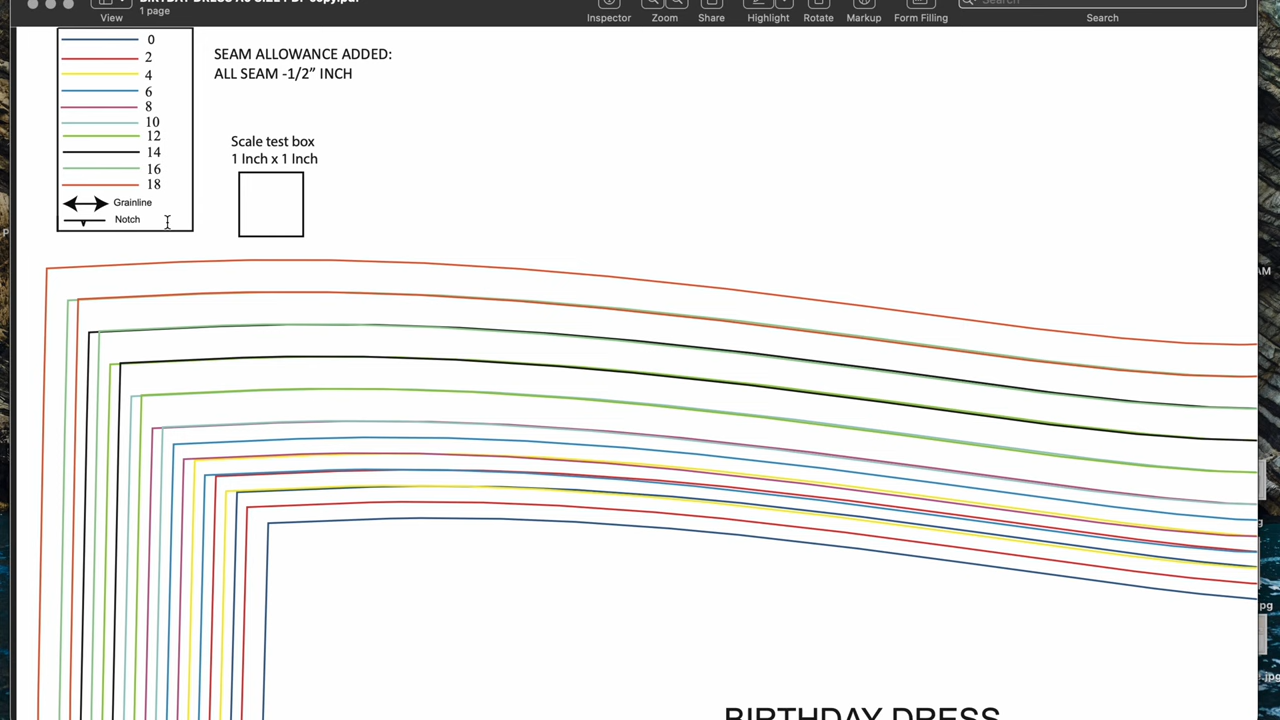 1 page
View
Inspector
Zoom
Share
Highlight
Rotate
Markup
Form Filling
Search
Search
0
2
4
6
8
10
12
14
16
18
Grainline
Notch
SEAM ALLOWANCE ADDED:
ALL SEAM -1/2” INCH
Scale test box
1 Inch x 1 Inch
BIRTHDAY DRESS